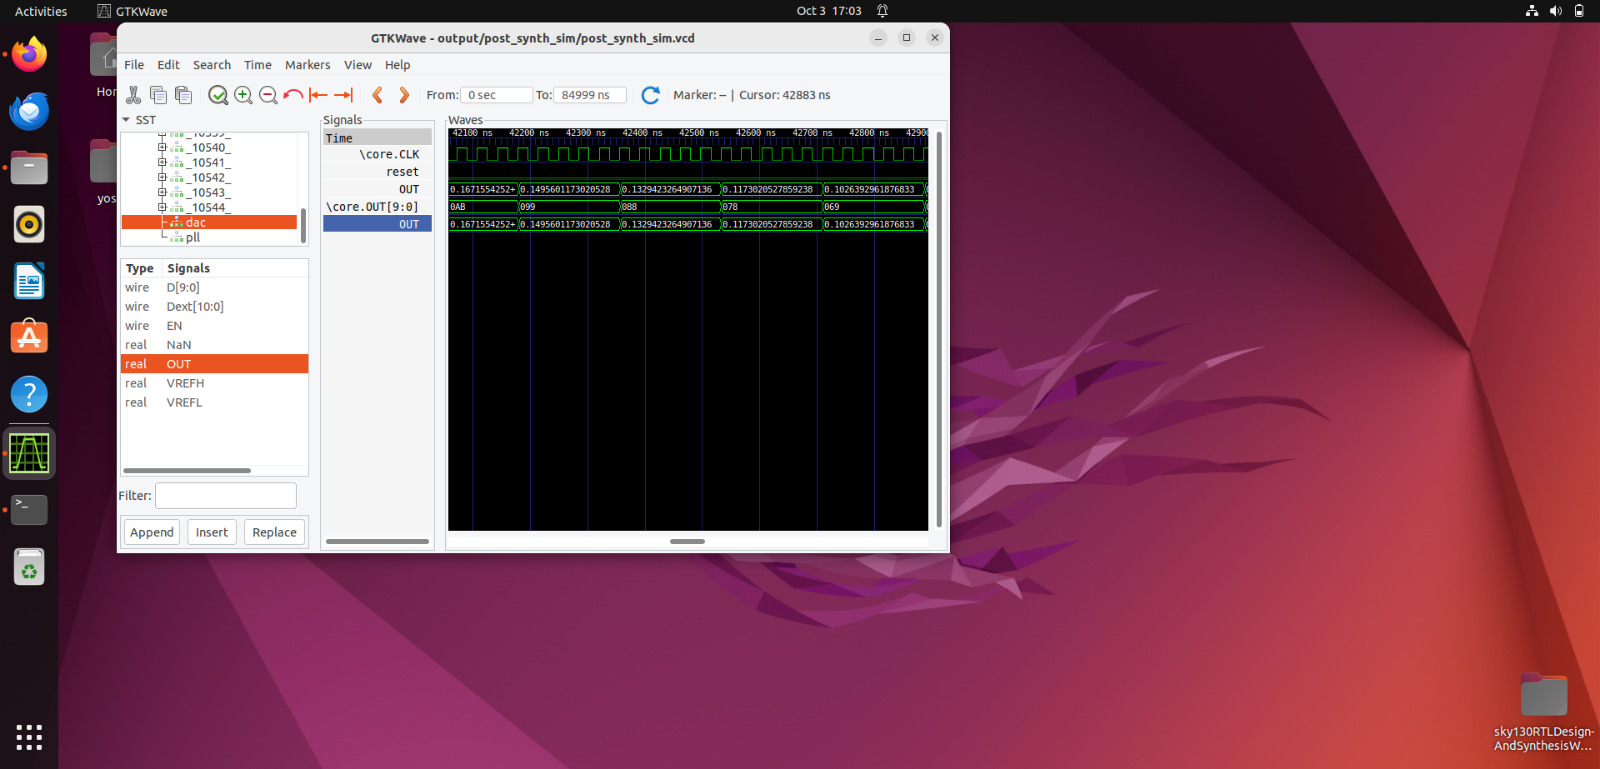 Activities GTKWave Oct 3 17:03
GTKWave - output/post_synth_sim/post_synth_sim.vcd
File Edit Search Time Markers View Help
From: 0 sec To: 84999 ns Marker: -- | Cursor: 42883 ns
SST
_10540_
_10541_
_10542_
_10543_
_10544_
dac
pll
Type Signals
wire D[9:0]
wire Dext[10:0]
wire EN
real NaN
real OUT
real VREFH
real VREFL
Filter:
Append Insert Replace
Signals
Time
\core.CLK
reset
OUT
\core.OUT[9:0]
OUT
Waves
42100 ns 42200 ns 42300 ns 42400 ns 42500 ns 42600 ns 42700 ns 42800 ns
0.1671554252+ 0.1495601173020528 0.1329423264907136 0.1173020527859238 0.1026392961876833
0AB 099 088 078 069
0.1671554252+ 0.1495601173020528 0.1329423264907136 0.1173020527859238 0.1026392961876833
Hor
yos
>_
?
sky130RTLDesign-
AndSynthesisW...